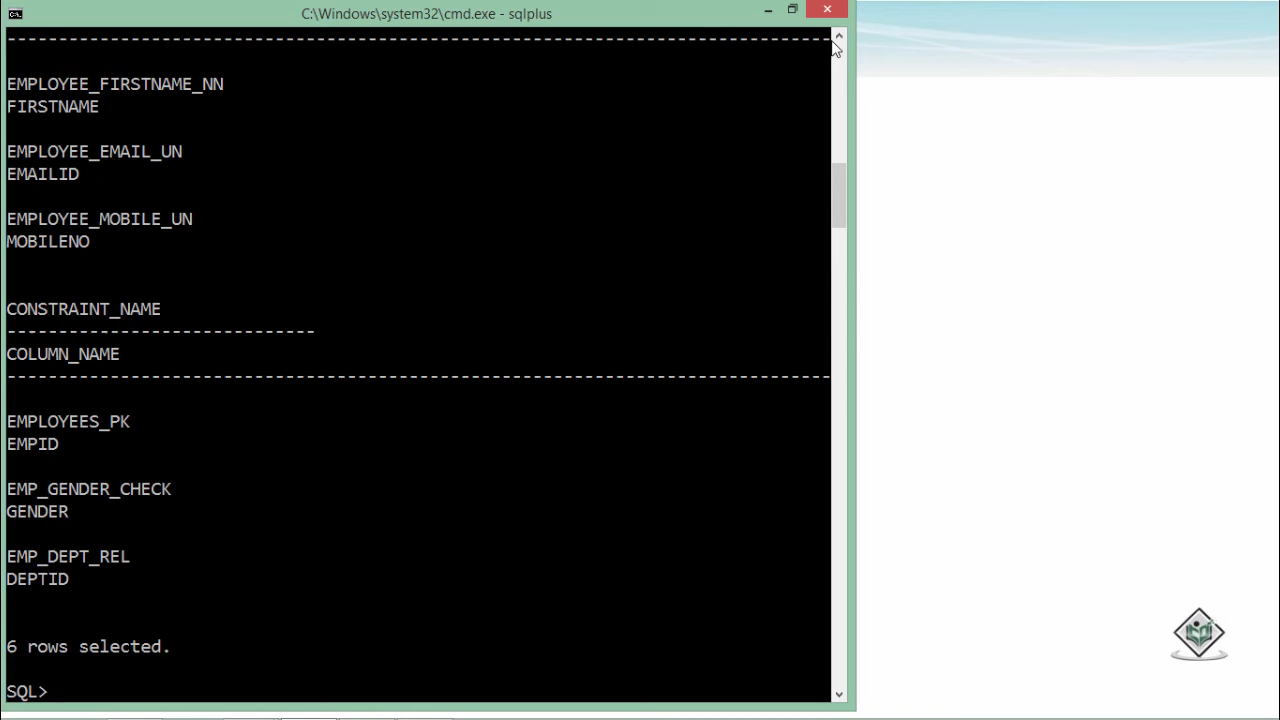 C:\Windows\system32\cmd.exe - sqlplus
--------------------------------------------------------------------------------
EMPLOYEE_FIRSTNAME_NN
FIRSTNAME
EMPLOYEE_EMAIL_UN
EMAILID
EMPLOYEE_MOBILE_UN
MOBILENO
CONSTRAINT_NAME
------------------------------
COLUMN_NAME
--------------------------------------------------------------------------------
EMPLOYEES_PK
EMPID
EMP_GENDER_CHECK
GENDER
EMP_DEPT_REL
DEPTID
6 rows selected.
SQL>